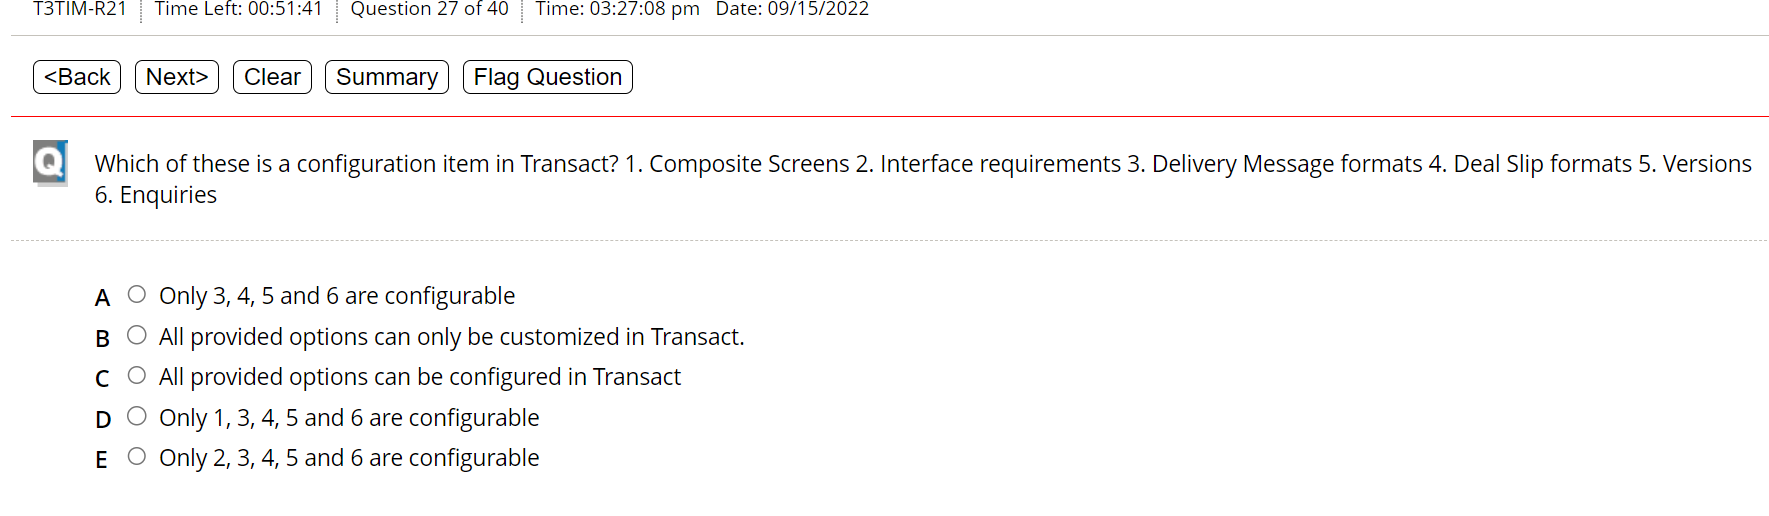 T3TIM-R21 Time Left: 00:51:41 Question 27 of 40 Time: 03:27:08 pm Date: 09/15/2022
<Back Next> Clear Summary Flag Question
Q Which of these is a configuration item in Transact? 1. Composite Screens 2. Interface requirements 3. Delivery Message formats 4. Deal Slip formats 5. Versions
6. Enquiries
A Only 3, 4, 5 and 6 are configurable
B All provided options can only be customized in Transact.
C All provided options can be configured in Transact
D Only 1, 3, 4, 5 and 6 are configurable
E Only 2, 3, 4, 5 and 6 are configurable